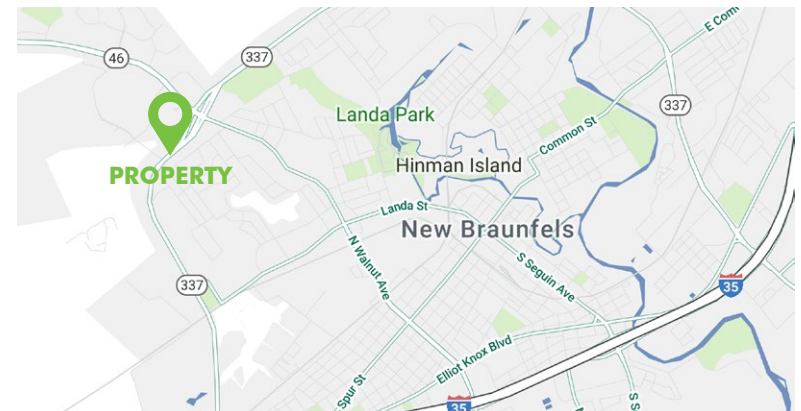 E Com
46
337
337
Landa Park
Common St
PROPERTY
Hinman Island
Landa St
New Braunfels
N Walnut Ave
S Seguin Ave
337
35
Elliot Knox Blvd
Spur St
35
S S